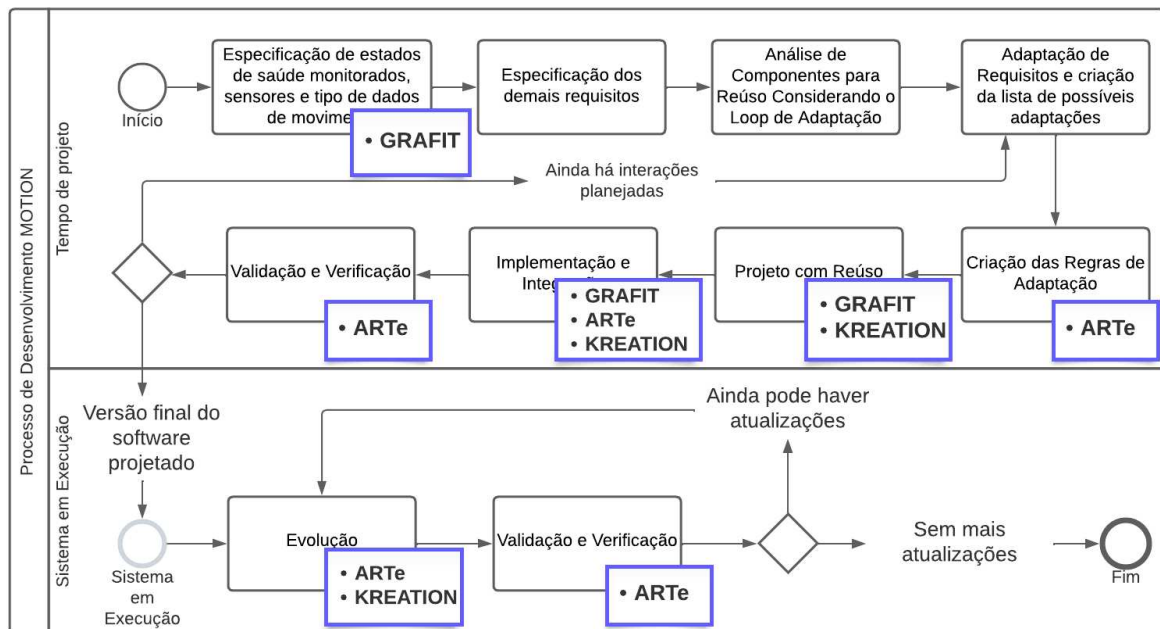 Processo de Desenvolvimento MOTION
Tempo de projeto
Início
Especificação de estados
de saúde monitorados,
sensores e tipo de dados
de movime
• GRAFIT
Especificação dos
demais requisitos
Análise de
Componentes para
Reúso Considerando o
Loop de Adaptação
Adaptação de
Requisitos e criação
da lista de possíveis
adaptações
Ainda há interações
planejadas
Validação e Verificação
• ARTe
Implementação e
Integ
• GRAFIT
• ARTe
• KREATION
Projeto com Reúso
• GRAFIT
• KREATION
Criação das Regras de
Adaptação
• ARTe
Sistema em Execução
Versão final do
software
projetado
Ainda pode haver
atualizações
Sistema
em
Execução
Evolução
• ARTe
• KREATION
Validação e Verificação
• ARTe
Sem mais
atualizações
Fim